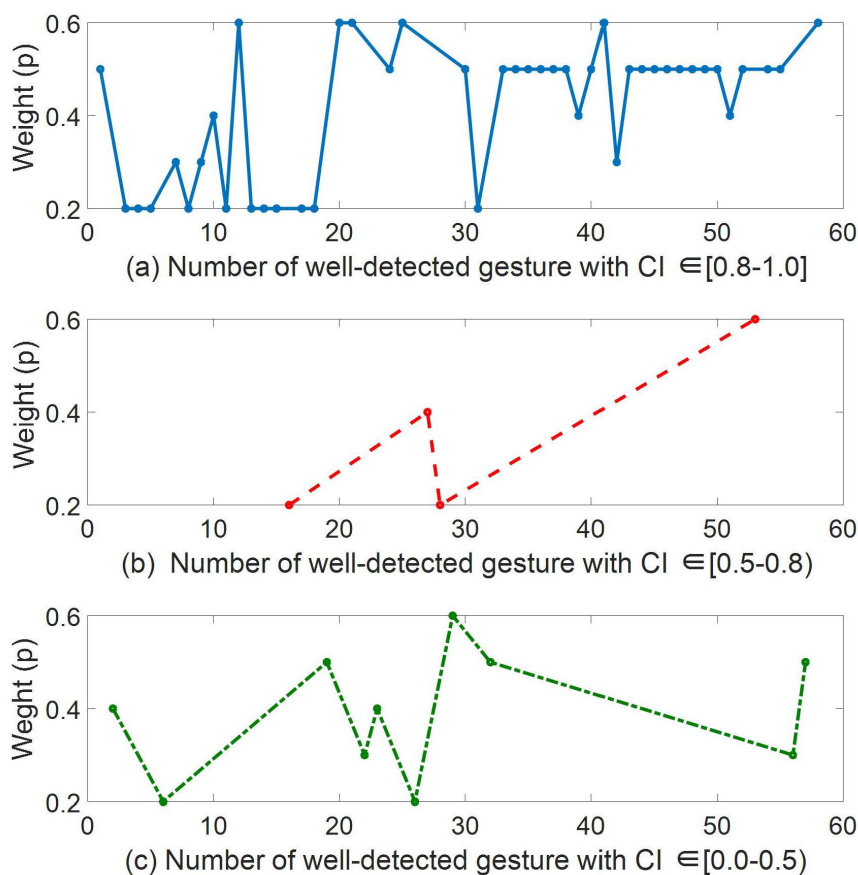 0.6
0.4
0.2
Weight (p)
0 10 20 30 40 50 60
(a) Number of well-detected gesture with CI ∈[0.8-1.0]
0.6
0.4
0.2
Weight (p)
0 10 20 30 40 50 60
(b) Number of well-detected gesture with CI ∈[0.5-0.8)
0.6
0.4
0.2
Weght (p)
0 10 20 30 40 50 60
(c) Number of well-detected gesture with CI ∈[0.0-0.5)